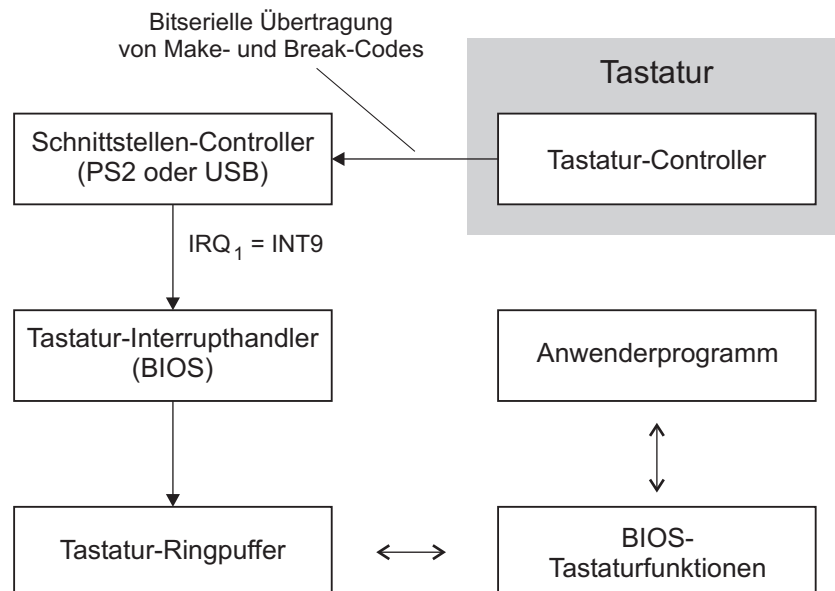 Bitserielle Übertragung
von Make- und Break-Codes
Tastatur
Schnittstellen-Controller
(PS2 oder USB)
Tastatur-Controller
IRQ1 = INT9
Tastatur-Interrupthandler
(BIOS)
Anwenderprogramm
Tastatur-Ringpuffer
BIOS-
Tastaturfunktionen